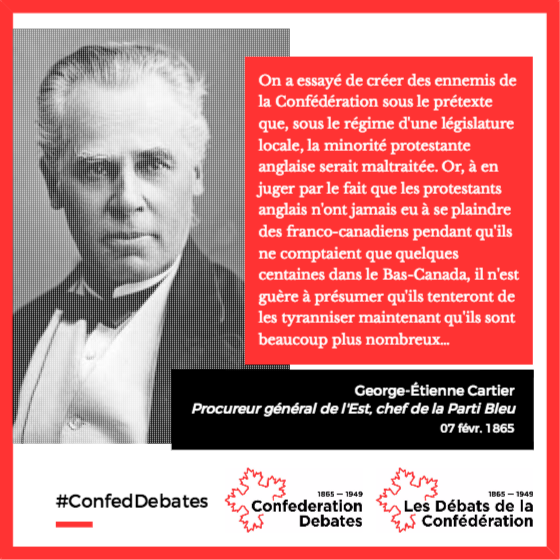 On a essayé de créer des ennemis de
la Confédération sous le prétexte
que, sous le régime d'une législature
locale, la minorité protestante
anglaise serait maltraitée. Or, à en
juger par le fait que les protestants
anglais n'ont jamais eu à se plaindre
des franco-canadiens pendant qu'ils
ne comptaient que quelques
centaines dans le Bas-Canada, il n'est
guère à présumer qu'ils tenteront de
les tyranniser maintenant qu'ils sont
beaucoup plus nombreux...
George-Étienne Cartier
Procureur général de l'Est, chef de la Parti Bleu
07 févr. 1865
#ConfedDebates
1865 — 1949
Confederation
Debates
1865 — 1949
Les Débats de la
Confédération